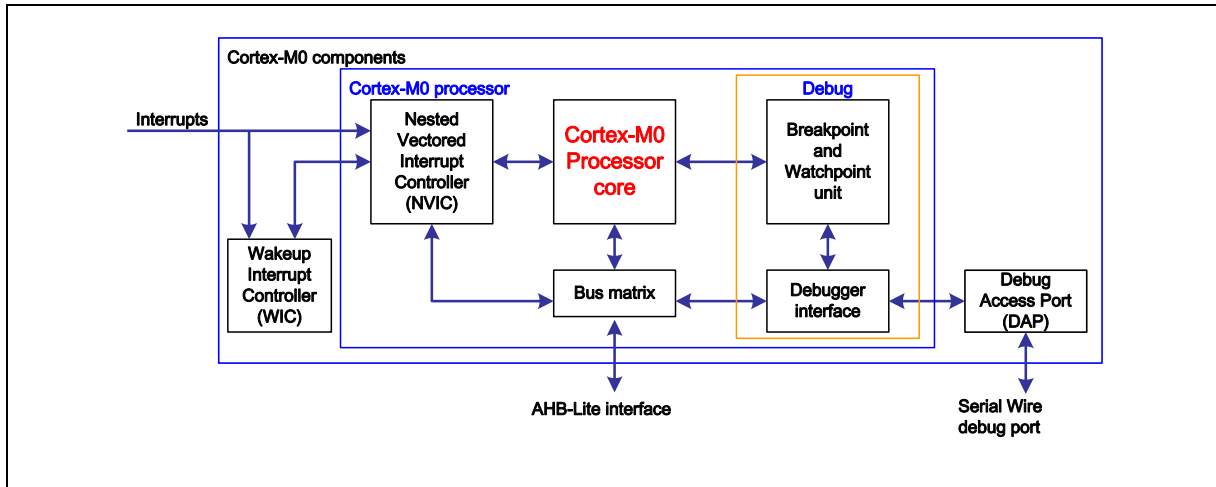 Cortex-M0 components
Cortex-M0 processor
Debug
Interrupts
Nested
Vectored
Interrupt
Controller
(NVIC)
Cortex-M0
Processor
core
Breakpoint
and
Watchpoint
unit
Wakeup
Interrupt
Controller
(WIC)
Bus matrix
Debugger
interface
Debug
Access Port
(DAP)
AHB-Lite interface
Serial Wire
debug port